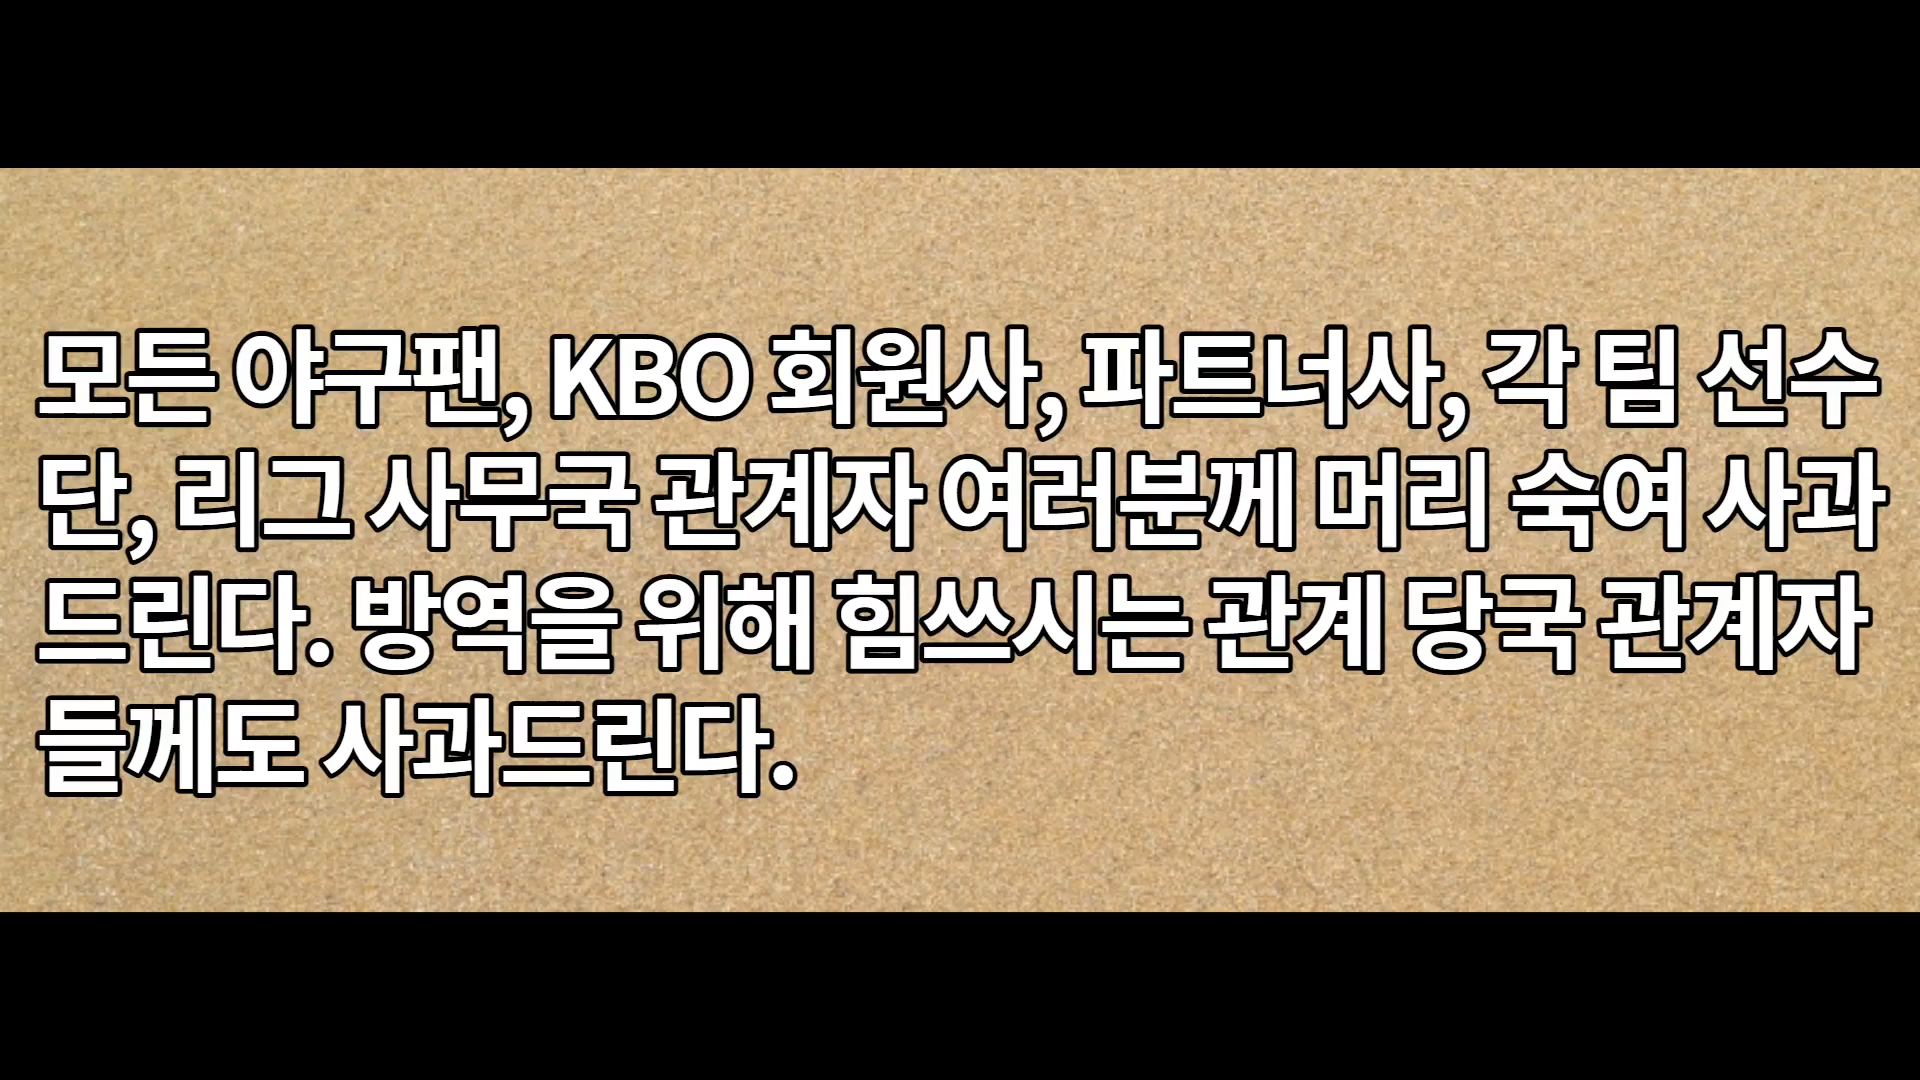 모든 야구팬, KBO 회원사, 파트너사, 각 팀 선수
단, 리그 사무국 관계자 여러분께 머리 숙여 사과
드린다. 방역을 위해 힘쓰시는 관계 당국 관계자
들께도 사과드린다.